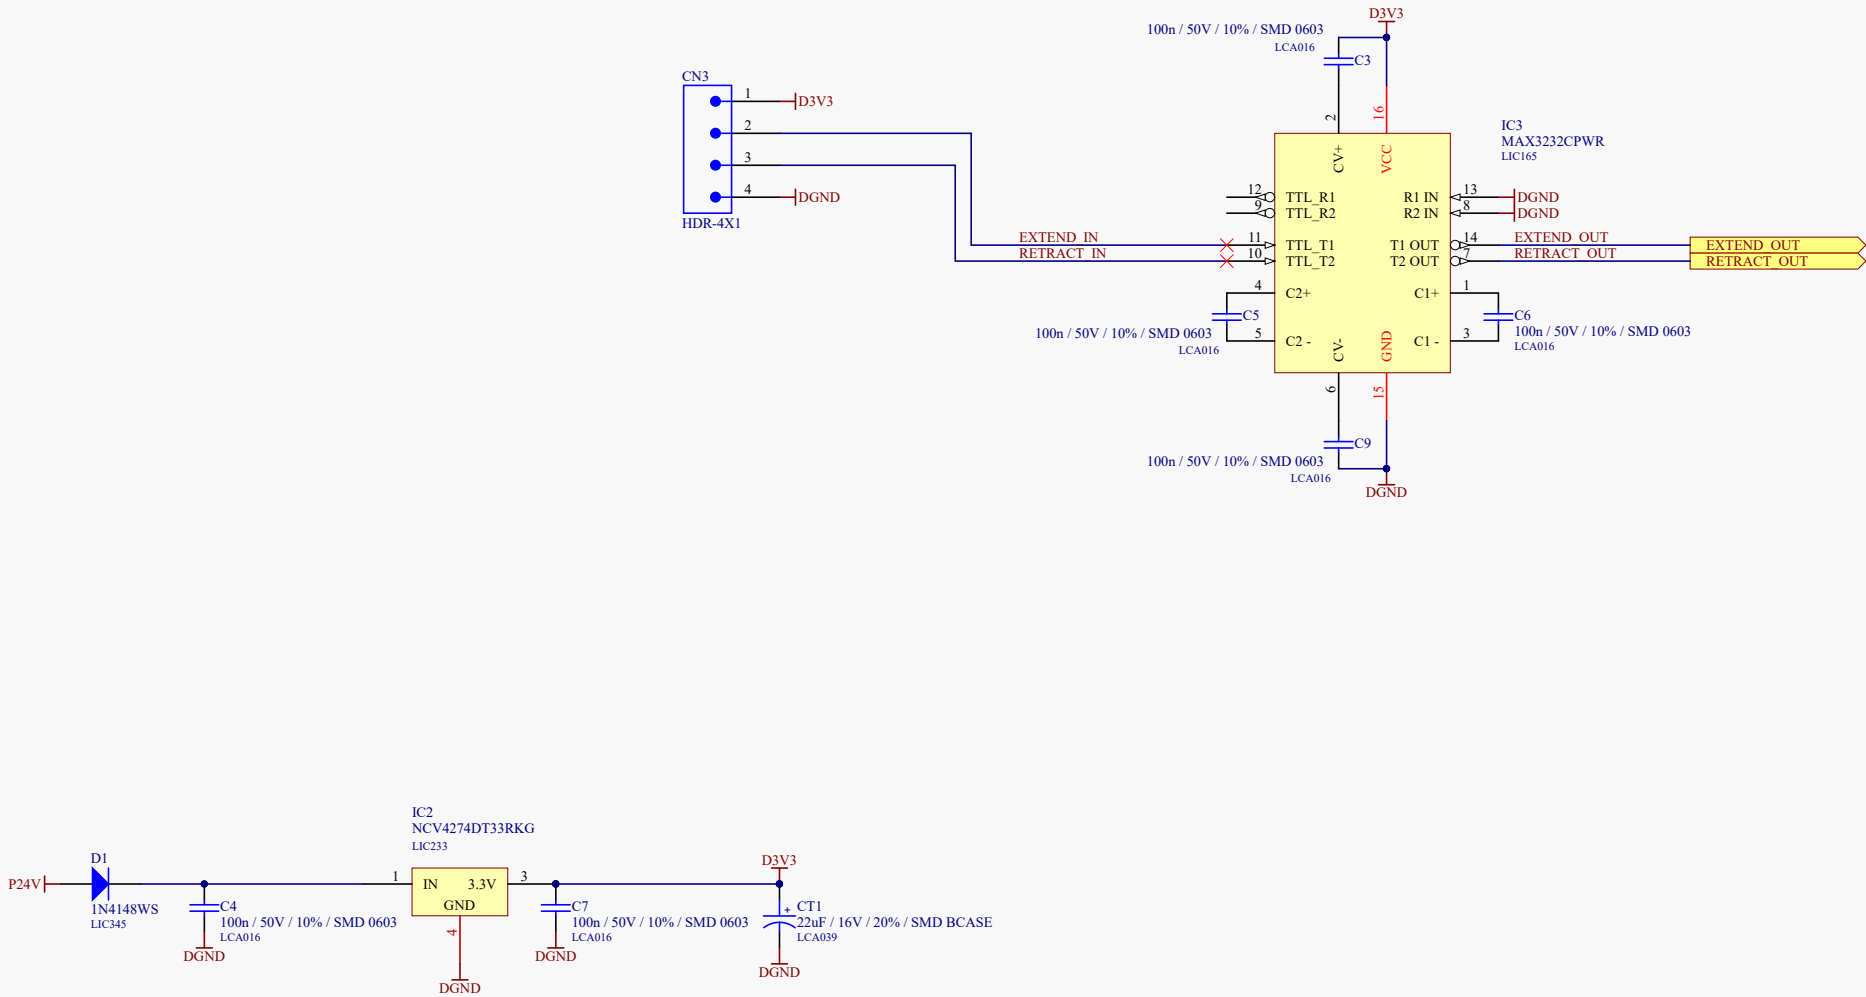 D3V3
100n / 50V / 10% / SMD 0603
LCA016
C3
CN3
1
D3V3
2
3
4
DGND
HDR-4X1
2
16
IC3
MAX3232CPWR
LIC165
CV+
VCC
12
TTL_R1
R1 IN
13
DGND
9
TTL_R2
R2 IN
8
DGND
EXTEND_IN
11
TTL_T1
T1 OUT
14
EXTEND_OUT
EXTEND_OUT
RETRACT_IN
10
TTL_T2
T2 OUT
7
RETRACT_OUT
RETRACT_OUT
4
C2+
C1+
1
C5
C6
100n / 50V / 10% / SMD 0603
LCA016
100n / 50V / 10% / SMD 0603
LCA016
5
C2 -
CV-
GND
C1 -
3
6
15
C9
100n / 50V / 10% / SMD 0603
LCA016
DGND
IC2
NCV4274DT33RKG
LIC233
P24V
D1
1N4148WS
LIC345
C4
100n / 50V / 10% / SMD 0603
LCA016
DGND
1
IN
3.3V
GND
3
4
DGND
C7
100n / 50V / 10% / SMD 0603
LCA016
DGND
D3V3
+
CT1
22uF / 16V / 20% / SMD BCASE
LCA039
DGND